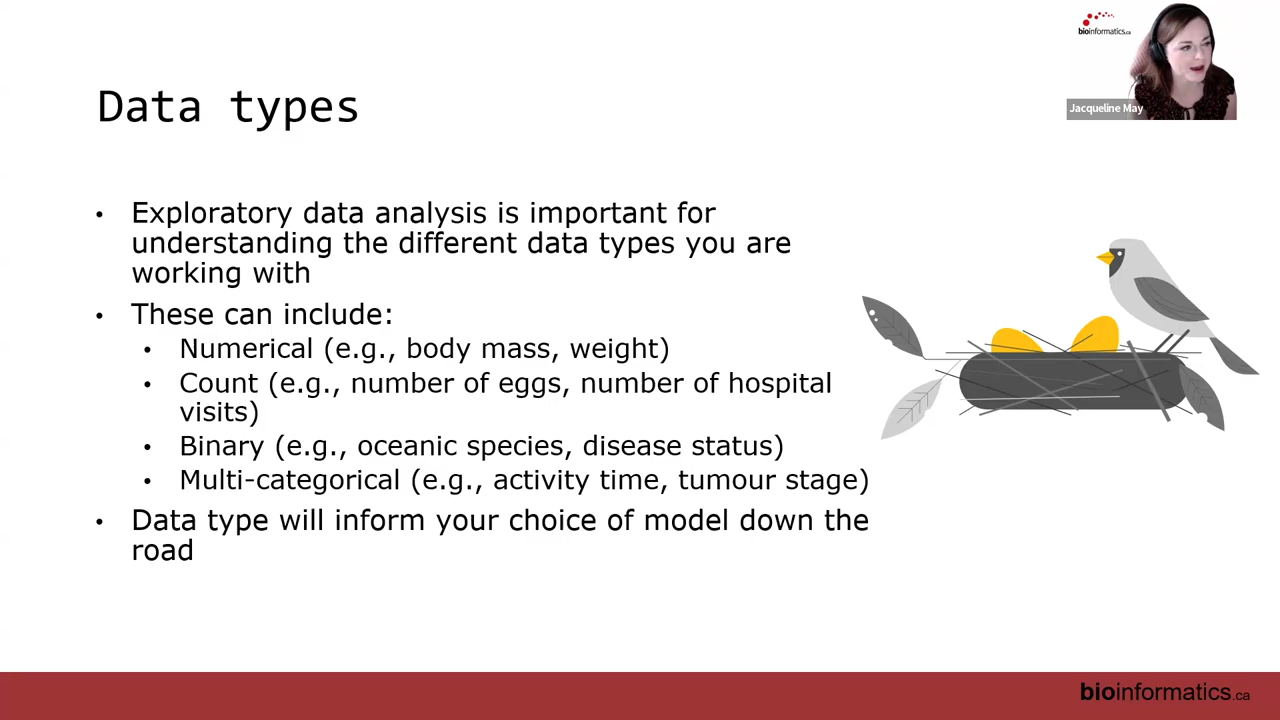 bioinformatics.ca
Jacqueline May
Data types
• Exploratory data analysis is important for
understanding the different data types you are
working with
• These can include:
• Numerical (e.g., body mass, weight)
• Count (e.g., number of eggs, number of hospital
visits)
• Binary (e.g., oceanic species, disease status)
• Multi-categorical (e.g., activity time, tumour stage)
• Data type will inform your choice of model down the
road
bioinformatics.ca